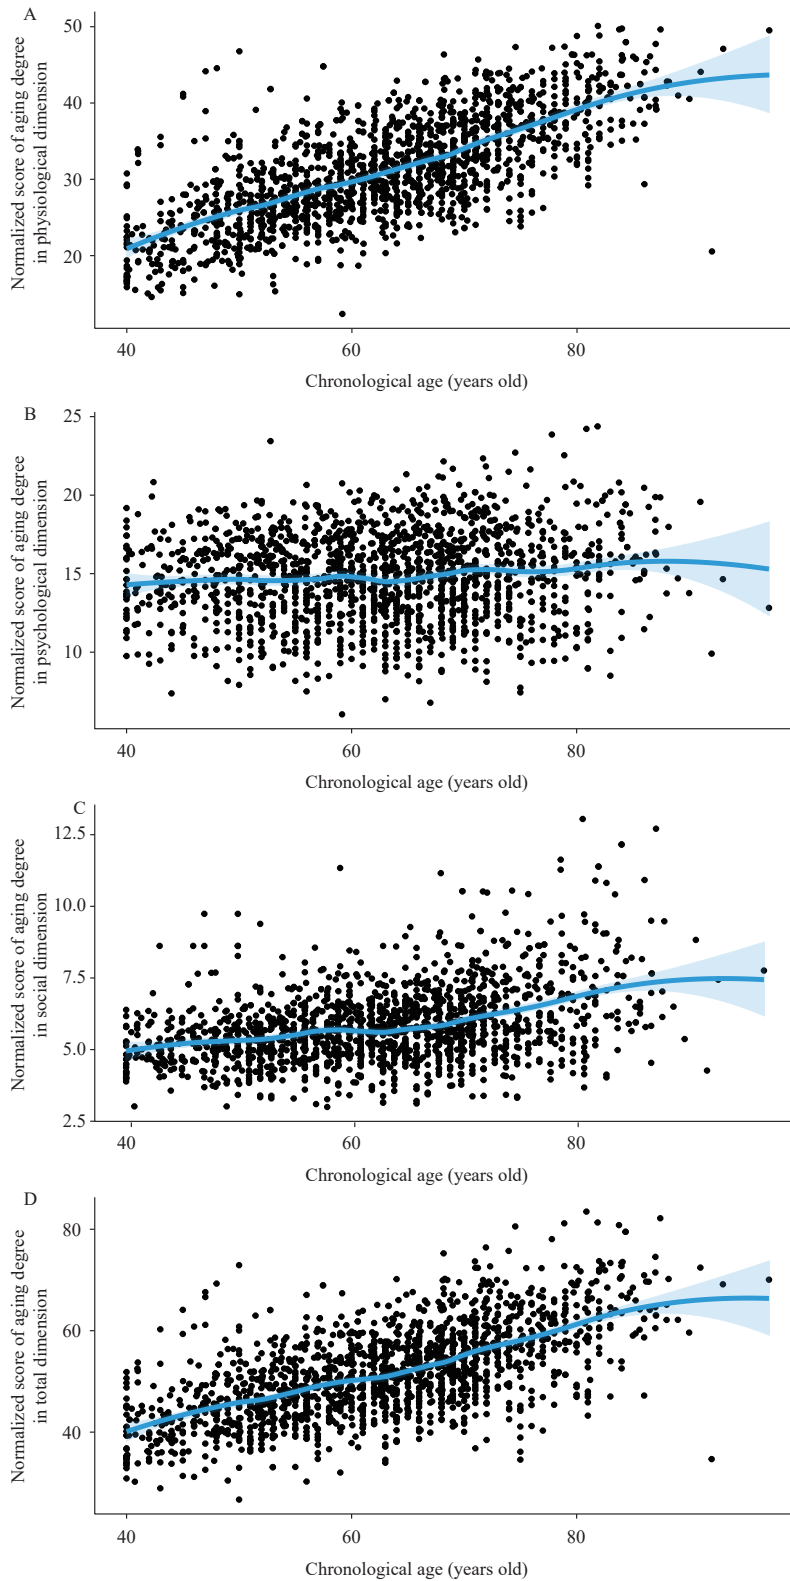 A
Normalized score of aging degree
in physiological dimension
50
40
30
20
40 60 80
Chronological age (years old)
B
Normalized score of aging degree
in psychological dimension
25
20
15
10
40 60 80
Chronological age (years old)
C
Normalized score of aging degree
in social dimension
12.5
10.0
7.5
5.0
2.5
40 60 80
Chronological age (years old)
D
Normalized score of aging degree
in total dimension
80
60
40
40 60 80
Chronological age (years old)